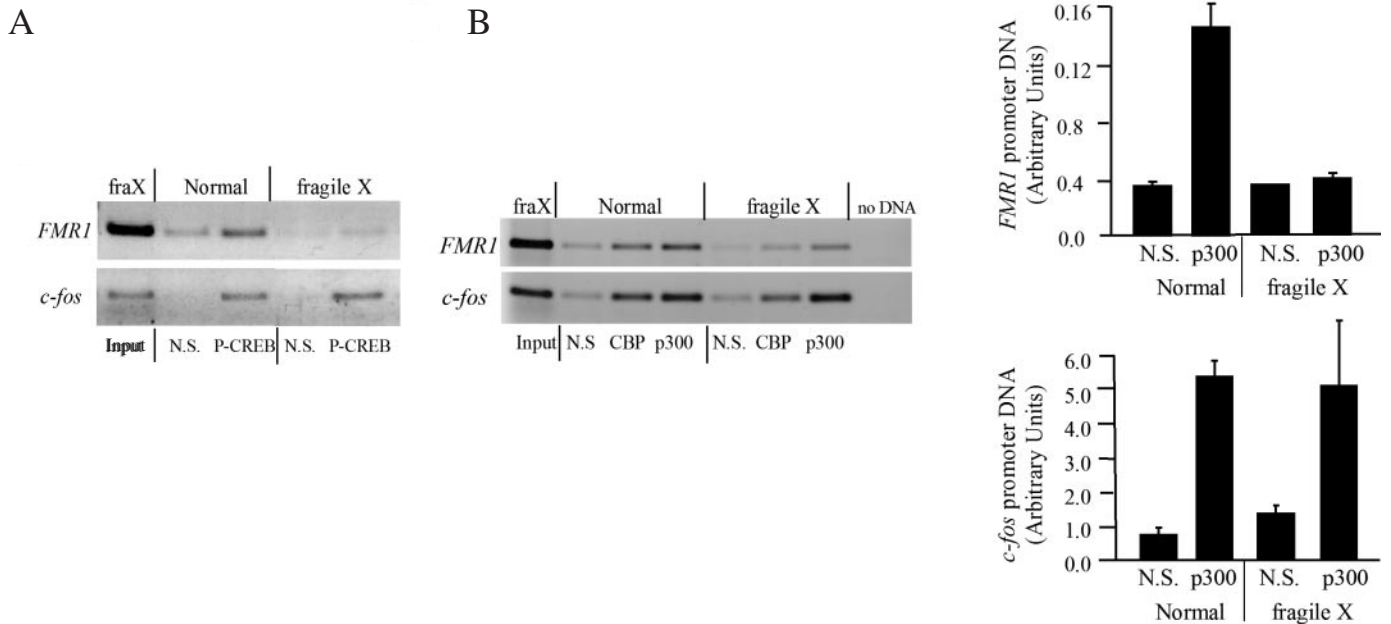 A
fraX Normal fragile X
FMR1
c-fos
Input N.S. P-CREB N.S. P-CREB
B
fraX Normal fragile X no DNA
FMR1
c-fos
Input N.S CBP p300 N.S. CBP p300
FMR1 promoter DNA
(Arbitrary Units)
0.16
0.12
0.8
0.4
0.0
N.S. p300 N.S. p300
Normal fragile X
c-fos promoter DNA
(Arbitrary Units)
6.0
5.0
4.0
3.0
2.0
1.0
0.0
N.S. p300 N.S. p300
Normal fragile X